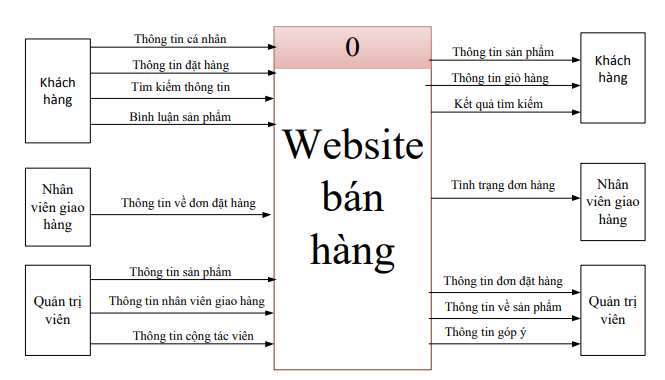 Khách
hàng
Thông tin cá nhân
Thông tin đặt hàng
Tìm kiếm thông tin
Bình luận sản phẩm
Nhân
viên giao
hàng
Thông tin về đơn đặt hàng
Quản trị
viên
Thông tin sản phẩm
Thông tin nhân viên giao hàng
Thông tin cộng tác viên
0
Website
bán
hàng
Thông tin sản phẩm
Thông tin giỏ hàng
Kết quả tìm kiếm
Khách
hàng
Tình trạng đơn hàng
Nhân
viên giao
hàng
Thông tin đơn đặt hàng
Thông tin về sản phẩm
Thông tin góp ý
Quản trị
viên